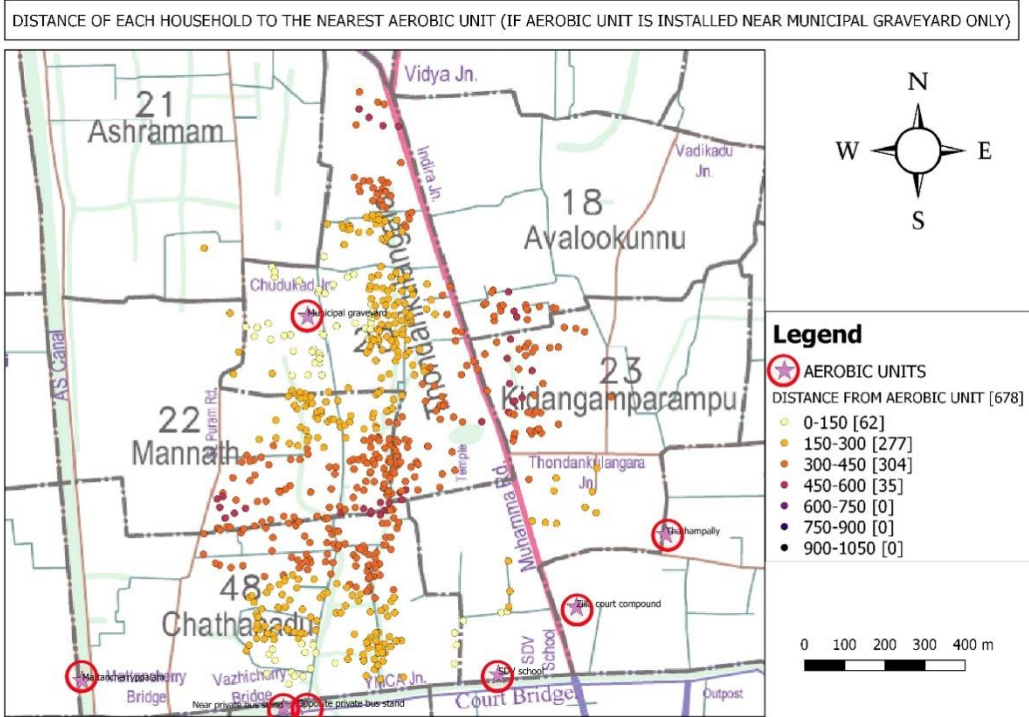 DISTANCE OF EACH HOUSEHOLD TO THE NEAREST AEROBIC UNIT (IF AEROBIC UNIT IS INSTALLED NEAR MUNICIPAL GRAVEYARD ONLY)
Vidya Jn.
21
Ashramam
Indira Jn.
Vadikadu
Jn.
18
Avalookunnu
Chudukad Jn.
Municipal graveyard
AS Canal
23
Kidangamparampu
22
Mannath
Puram Rd.
Temple
Thondankulangara
Jn.
Muhamma Rd.
Thathampally
48
Chathanadu
Zilla court compound
SDV
School
SDV school
Mattancherry
Bridge
Vazhicherry
Bridge
YMCA Jn.
Court Bridge
Outpost
Near private bus stand
Opposite private bus stand
N
W
E
S
Legend
AEROBIC UNITS
DISTANCE FROM AEROBIC UNIT [678]
0-150 [62]
150-300 [277]
300-450 [304]
450-600 [35]
600-750 [0]
750-900 [0]
900-1050 [0]
0 100 200 300 400 m